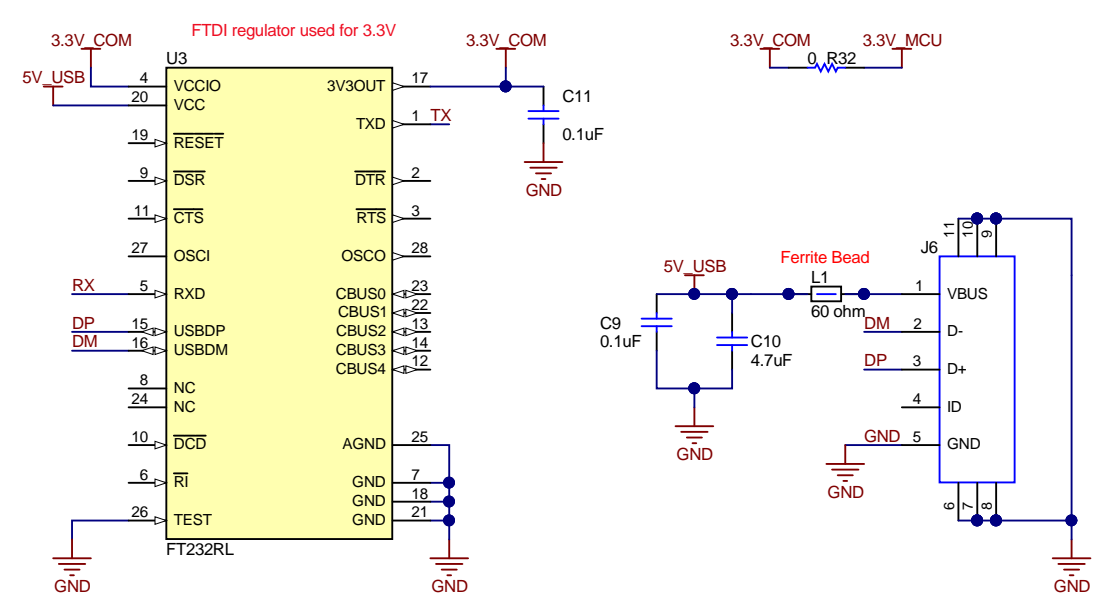 FTDI regulator used for 3.3V
3.3V_COM
3.3V_COM
3.3V_COM
3.3V_MCU
0 R32
U3
5V_USB
4 VCCIO
20 VCC
19 RESET
9 DSR
11 CTS
27 OSCI
RX 5 RXD
DP 15 USBDP
DM 16 USBDM
8 NC
24 NC
10 DCD
6 RI
26 TEST
3V3OUT 17
TXD 1 TX
DTR 2
RTS 3
OSCO 28
CBUS0 23
CBUS1 22
CBUS2 13
CBUS3 14
CBUS4 12
AGND 25
GND 7
GND 18
GND 21
FT232RL
GND
GND
C11
0.1uF
GND
5V_USB
Ferrite Bead
L1
60 ohm
C9
0.1uF
C10
4.7uF
GND
J6
11 10 9
1 VBUS
DM 2 D-
DP 3 D+
4 ID
GND 5 GND
6 7 8
GND
GND